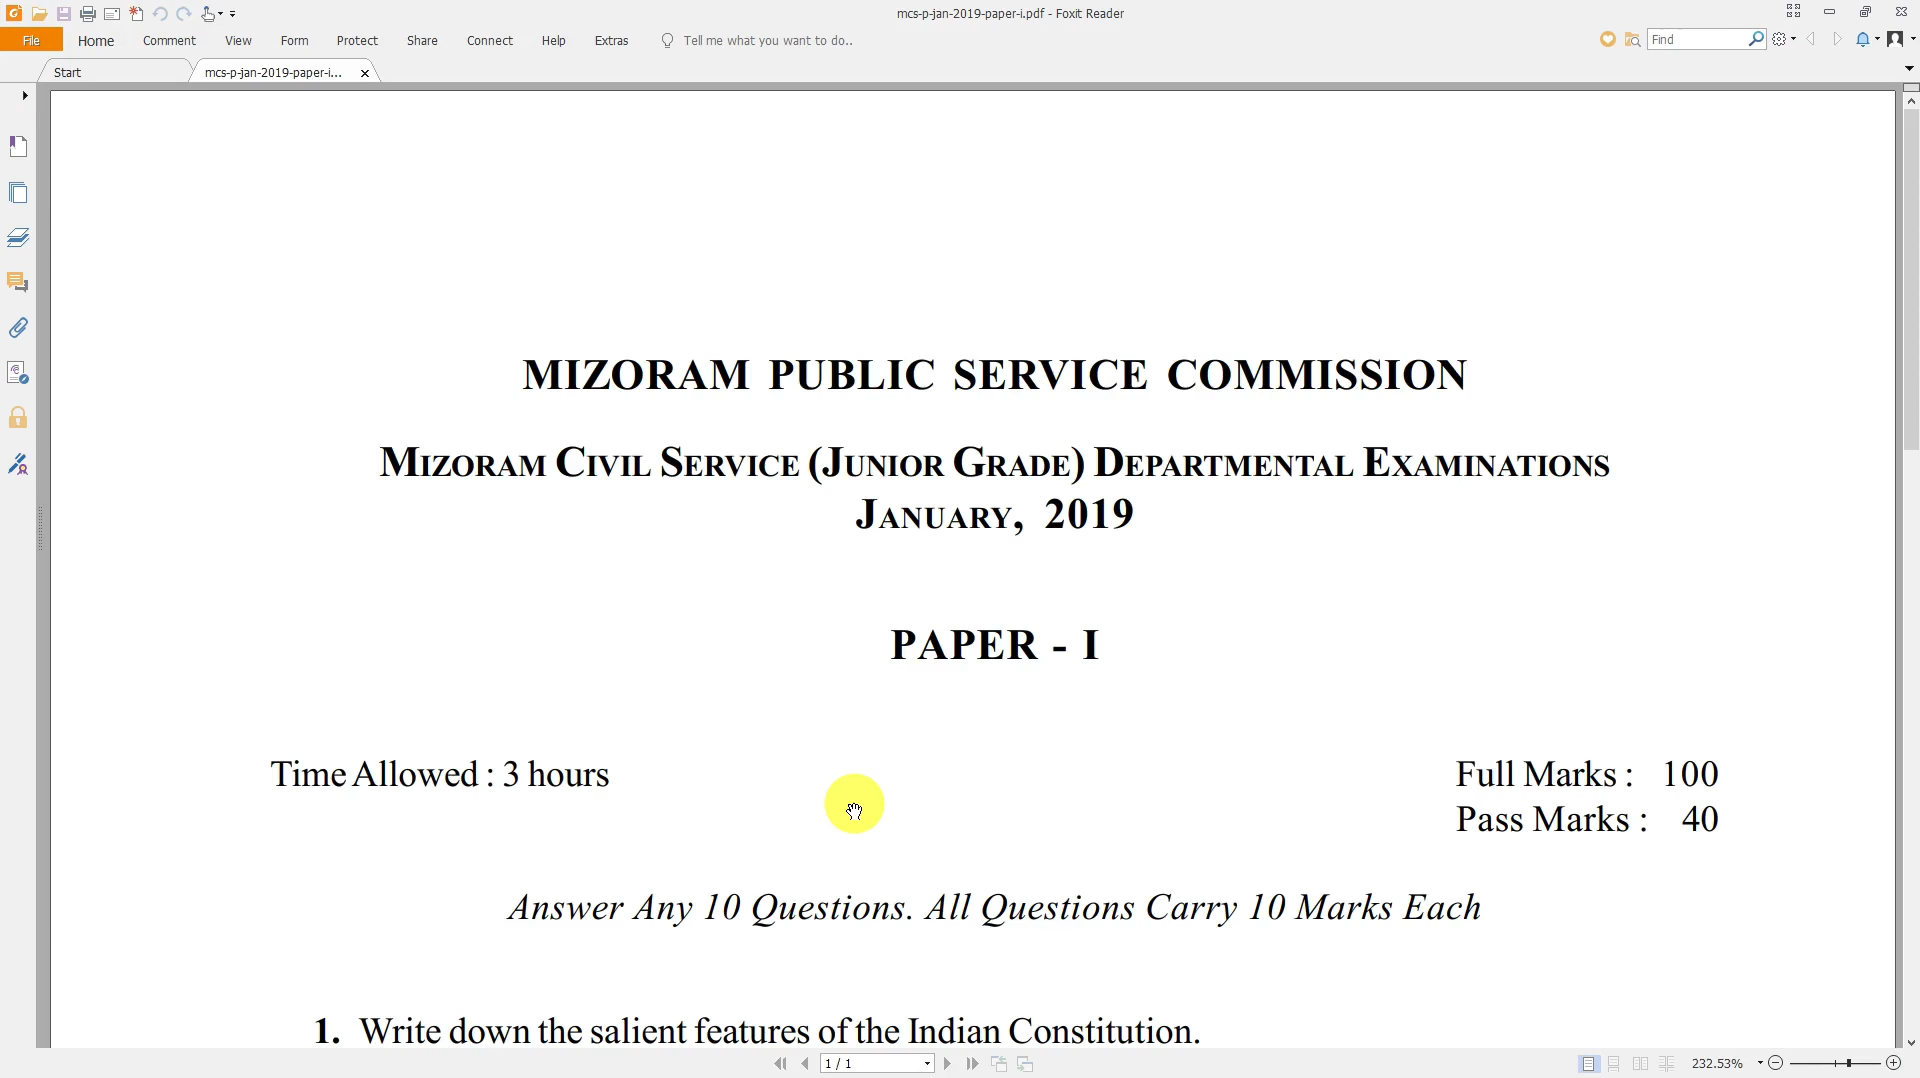 mcs-p-jan-2019-paper-i.pdf - Foxit Reader
File Home Comment View Form Protect Share Connect Help Extras Tell me what you want to do.. Find
Start mcs-p-jan-2019-paper-i...
MIZORAM PUBLIC SERVICE COMMISSION
MIZORAM CIVIL SERVICE (JUNIOR GRADE) DEPARTMENTAL EXAMINATIONS
JANUARY, 2019
PAPER - I
Time Allowed : 3 hours Full Marks : 100
Pass Marks : 40
Answer Any 10 Questions. All Questions Carry 10 Marks Each
1. Write down the salient features of the Indian Constitution.
1 / 1 232.53%